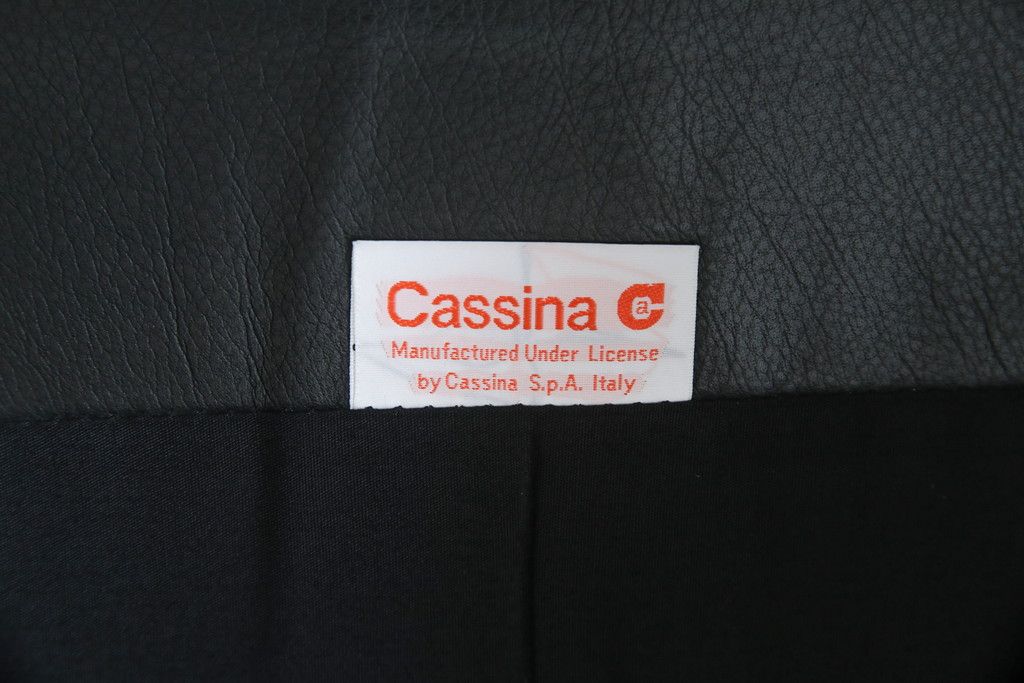 Cassina a
Manufactured Under License
by Cassina S.p.A. Italy